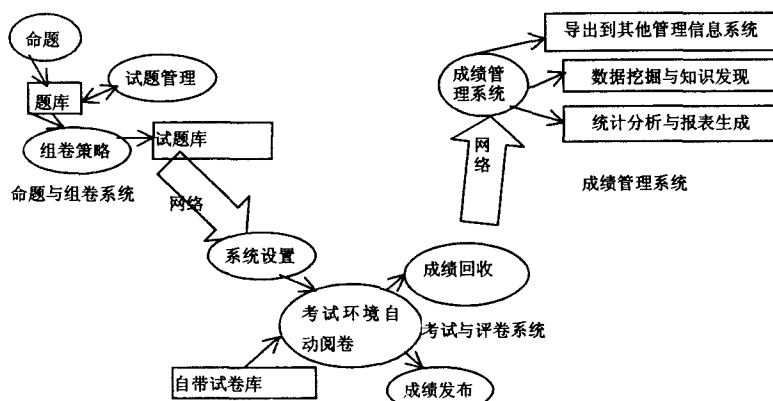 命题
试题管理
题库
组卷策略
试题库
命题与组卷系统
网络
系统设置
考试环境自
动阅卷
自带试卷库
成绩回收
考试与评卷系统
成绩发布
网
络
成绩管
理系统
导出到其他管理信息系统
数据挖掘与知识发现
统计分析与报表生成
成绩管理系统